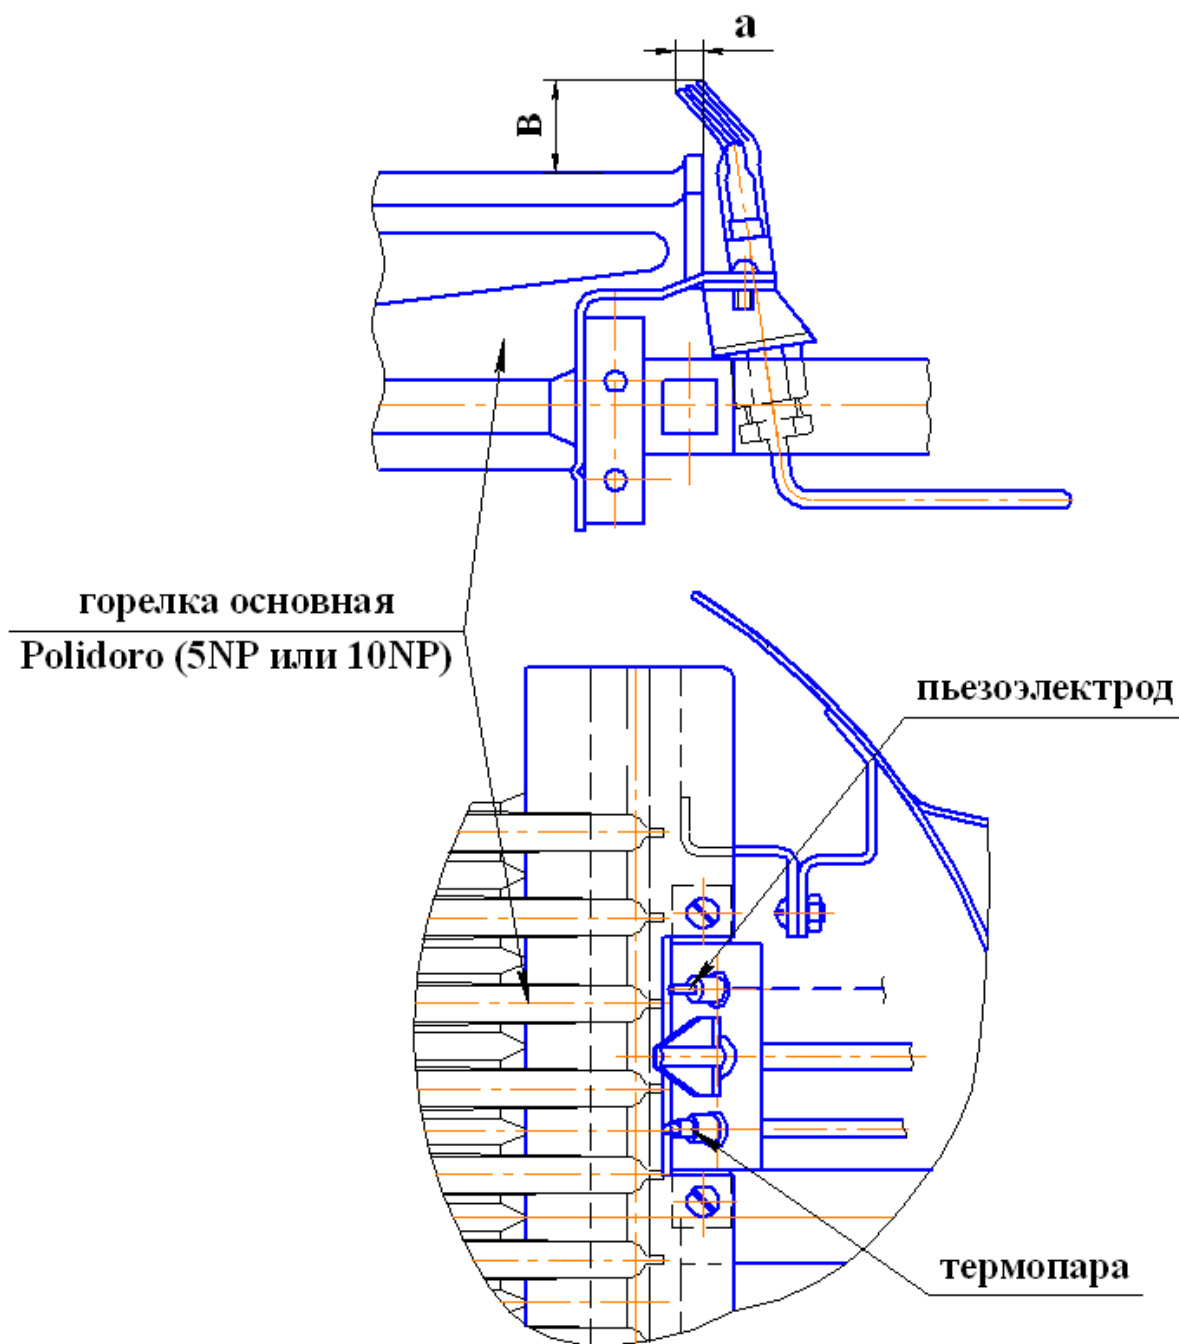 а
в
горелка основная
Polidoro (5NP или 10NP)
пьезоэлектрод
термопара